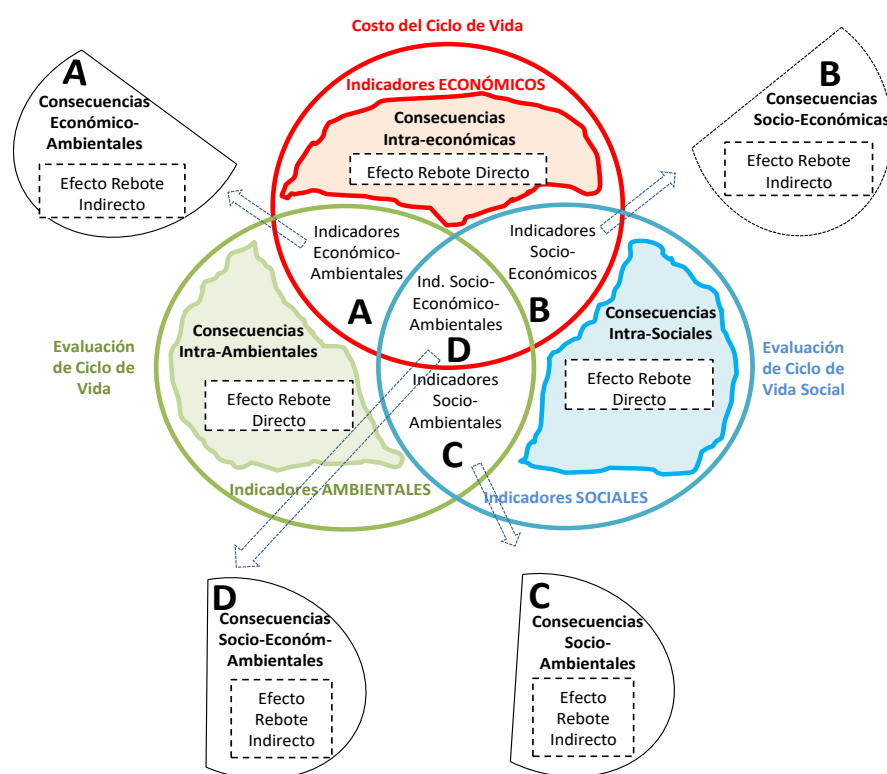 Costo del Ciclo de Vida
A
Consecuencias
Económico-
Ambientales
Efecto Rebote
Indirecto
Indicadores ECONÓMICOS
Consecuencias
Intra-económicas
Efecto Rebote Directo
B
Consecuencias
Socio-Económicas
Efecto Rebote
Indirecto
Indicadores
Económico-
Ambientales
A
Ind. Socio-
Económico-
Ambientales
D
Indicadores
Socio-
Económicos
B
Evaluación
de Ciclo de
Vida
Consecuencias
Intra-Ambientales
Efecto Rebote
Directo
Indicadores AMBIENTALES
Indicadores
Socio-
Ambientales
C
Consecuencias
Intra-Sociales
Efecto Rebote
Directo
Indicadores SOCIALES
Evaluación
de Ciclo de
Vida Social
D
Consecuencias
Socio-Económ-
Ambientales
Efecto
Rebote
Indirecto
C
Consecuencias
Socio-
Ambientales
Efecto
Rebote
Indirecto